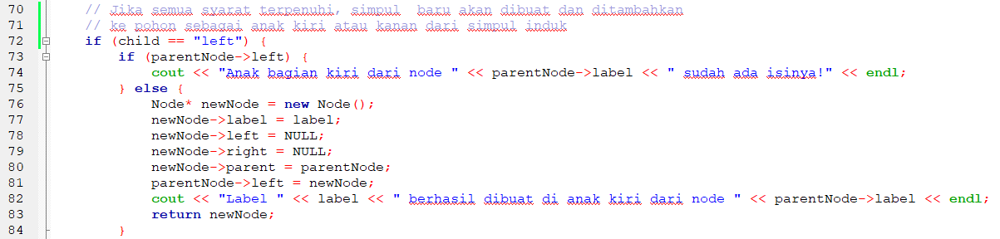 70 // Jika semua syarat terpenuhi, simpul  baru akan dibuat dan ditambahkan
71 // ke pohon sebagai anak kiri atau kanan dari simpul induk
72 if (child == "left") {
73     if (parentNode->left) {
74         cout << "Anak bagian kiri dari node " << parentNode->label << " sudah ada isinya!" << endl;
75     } else {
76         Node* newNode = new Node();
77         newNode->label = label;
78         newNode->left = NULL;
79         newNode->right = NULL;
80         newNode->parent = parentNode;
81         parentNode->left = newNode;
82         cout << "Label " << label << " berhasil dibuat di anak kiri dari node " << parentNode->label << endl;
83         return newNode;
84     }